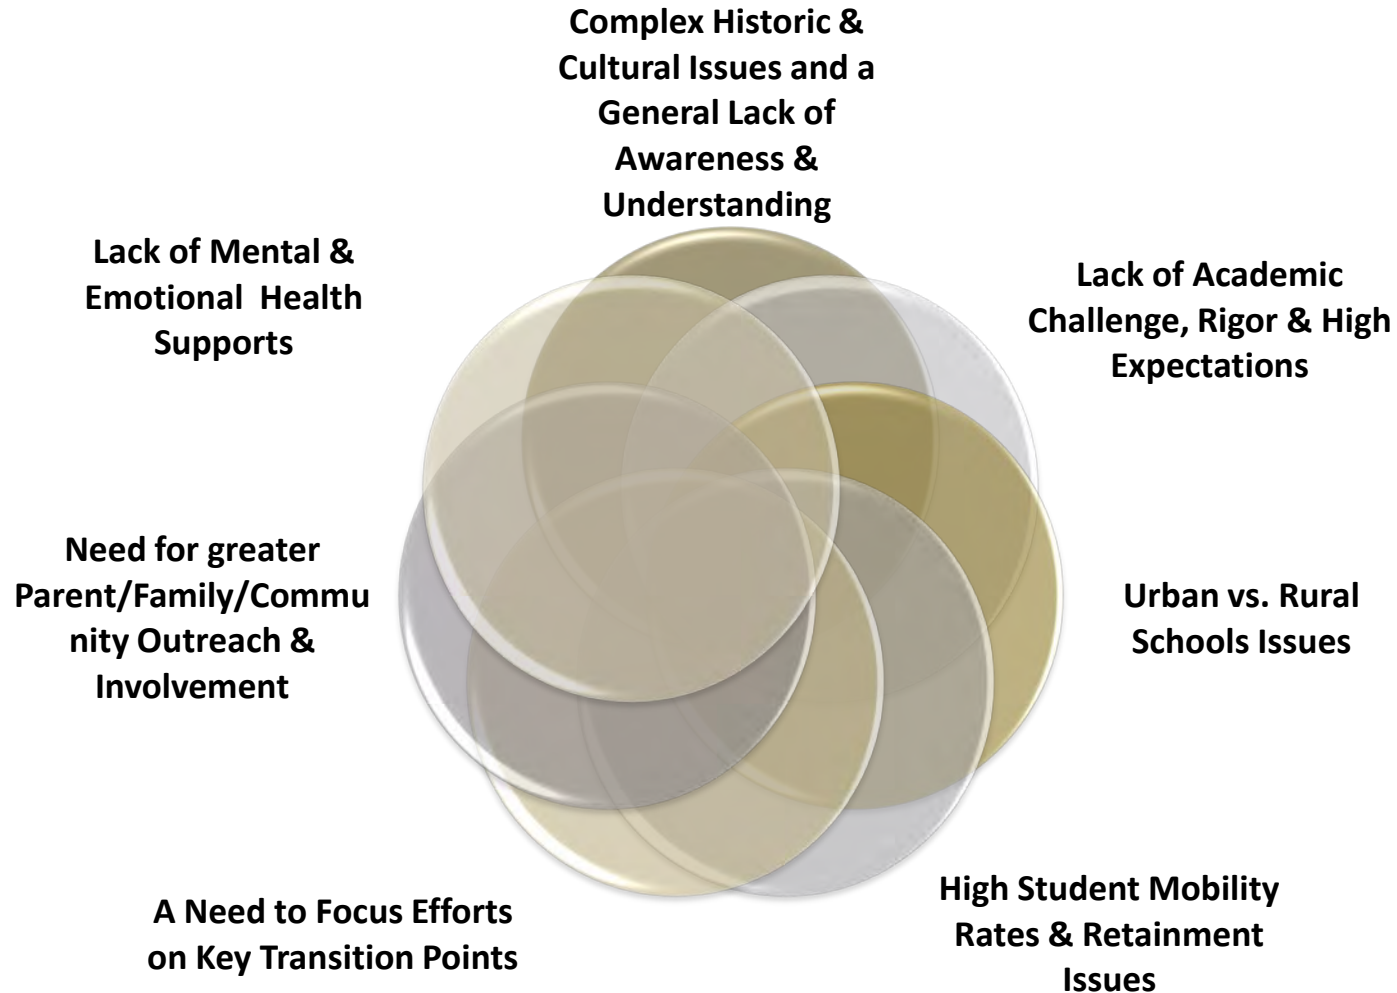 Complex Historic &
Cultural Issues and a
General Lack of
Awareness &
Understanding
Lack of Academic
Challenge, Rigor & High
Expectations
Urban vs. Rural
Schools Issues
High Student Mobility
Rates & Retainment
Issues
A Need to Focus Efforts
on Key Transition Points
Need for greater
Parent/Family/Commu
nity Outreach &
Involvement
Lack of Mental &
Emotional Health
Supports